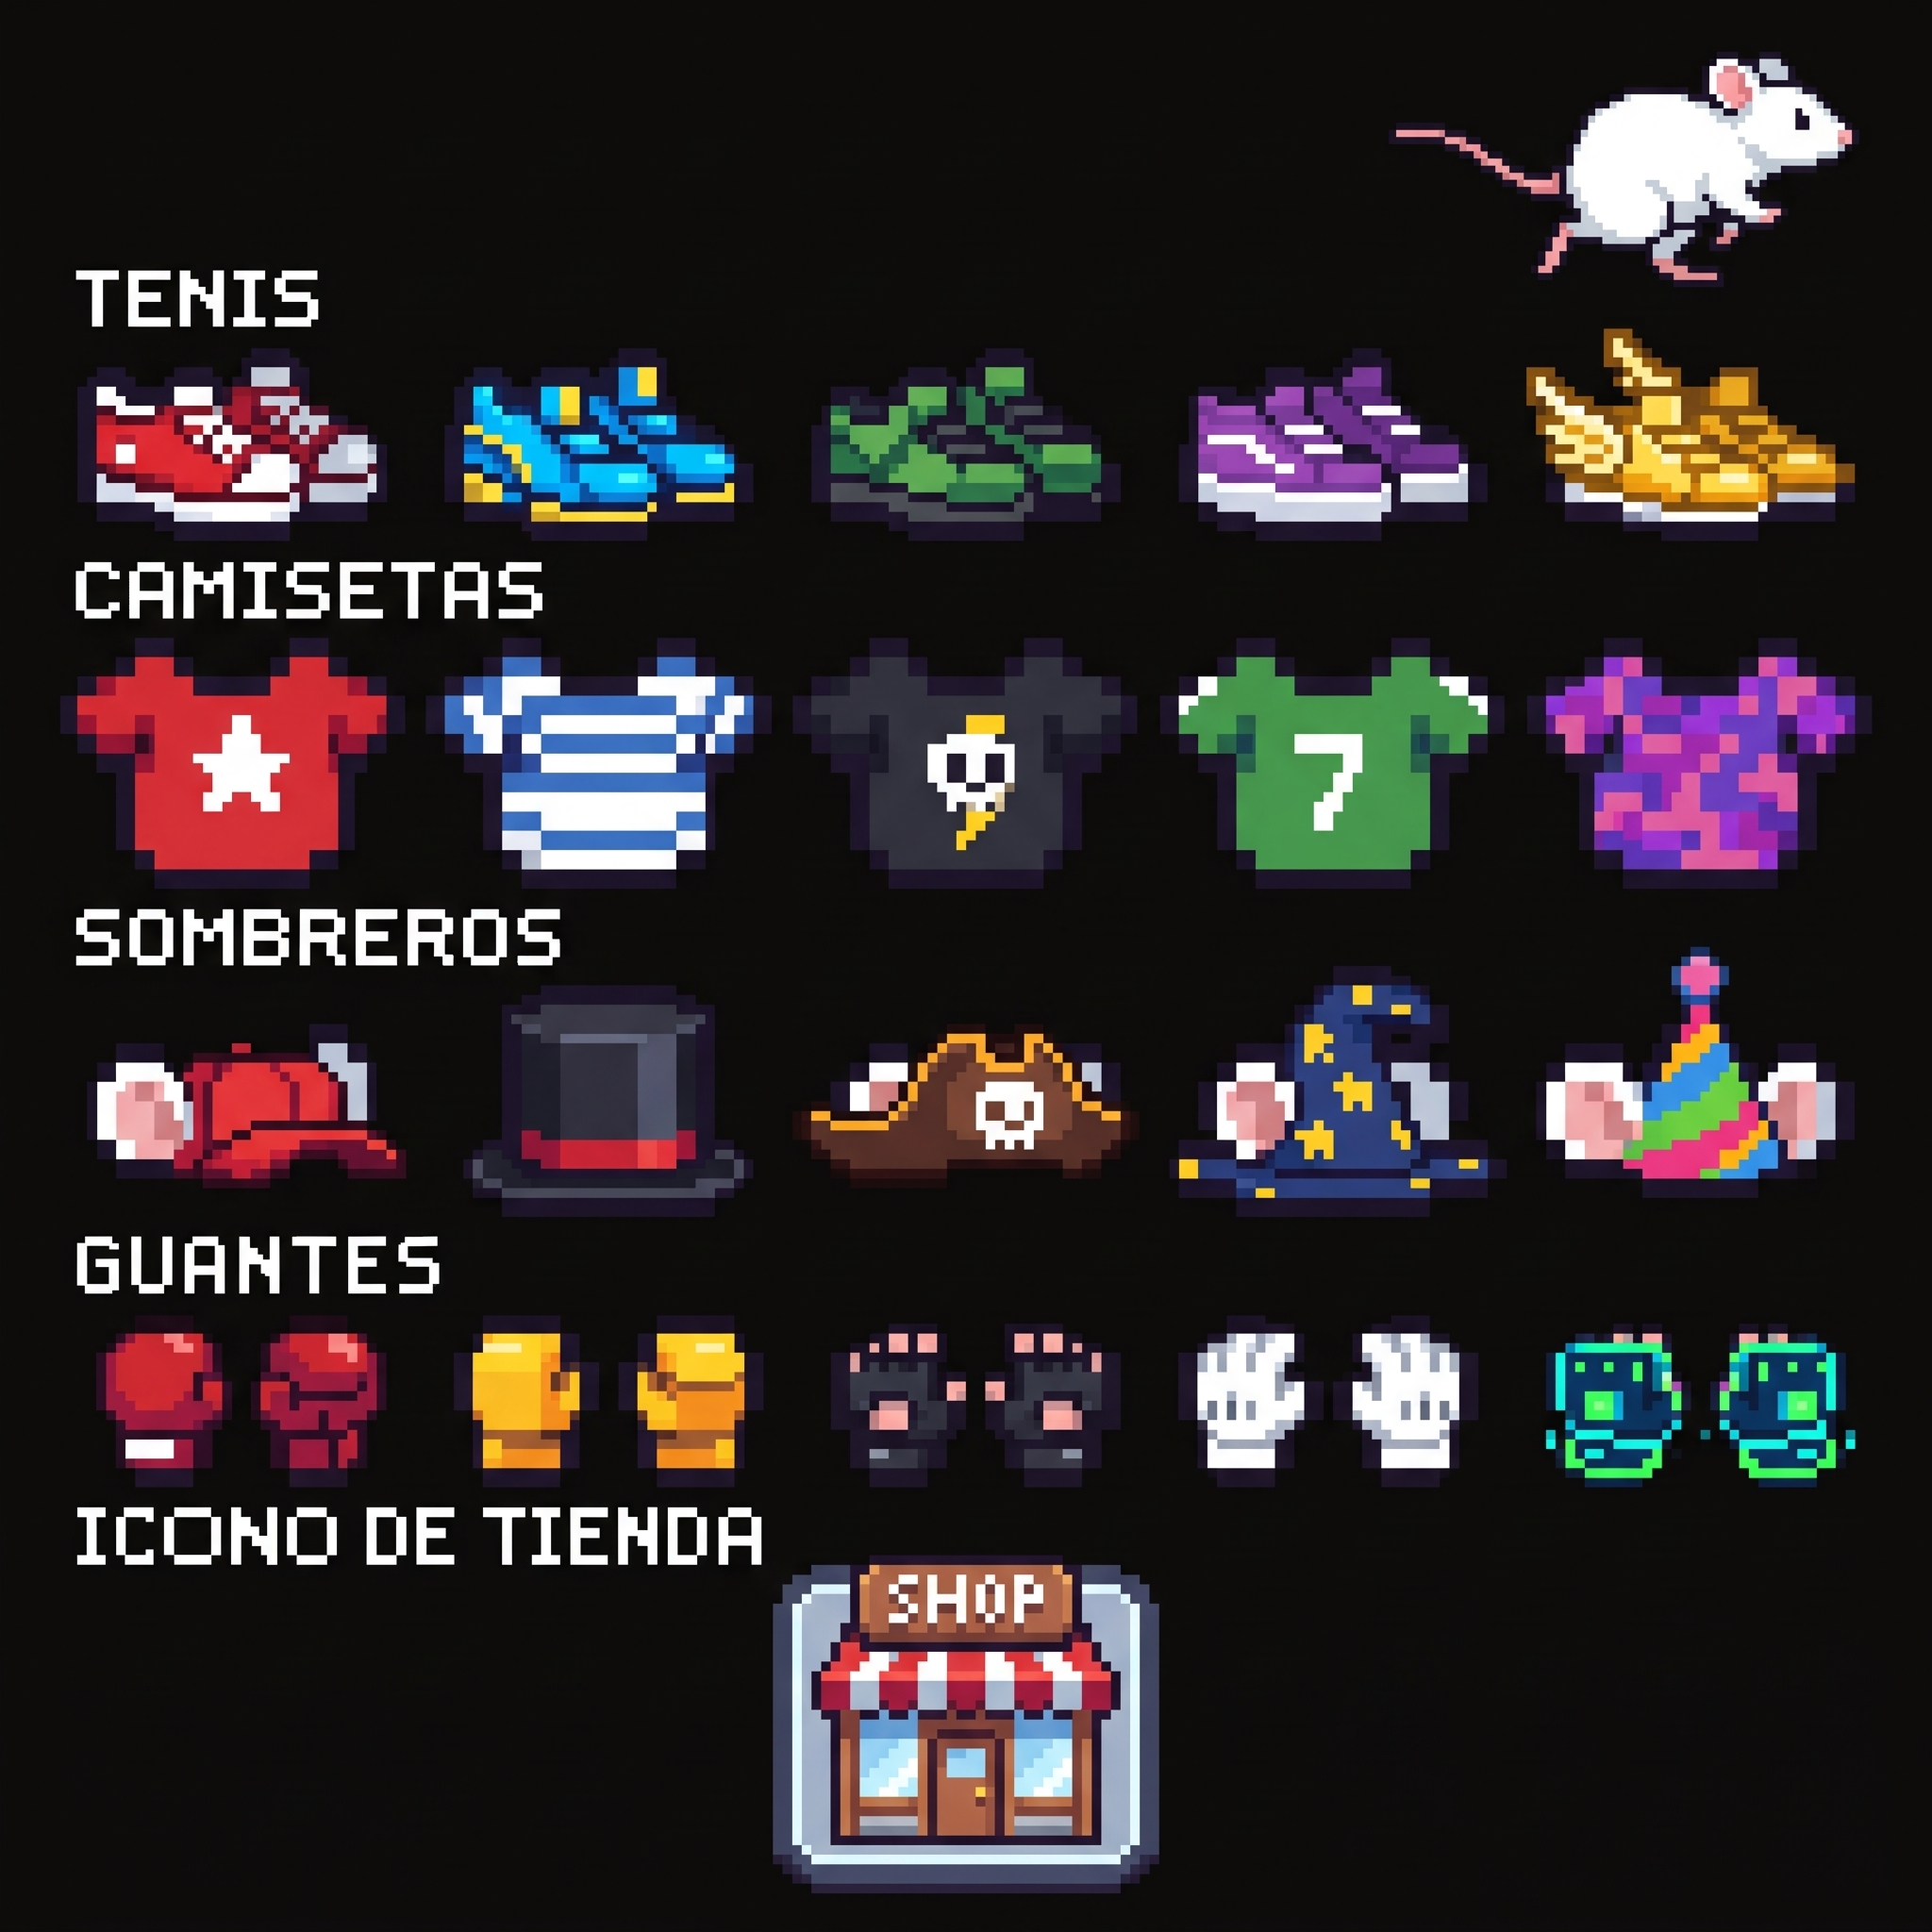 TENIS
CAMISETAS
7
SOMBREROS
GUANTES
ICONO DE TIENDA
SHOP